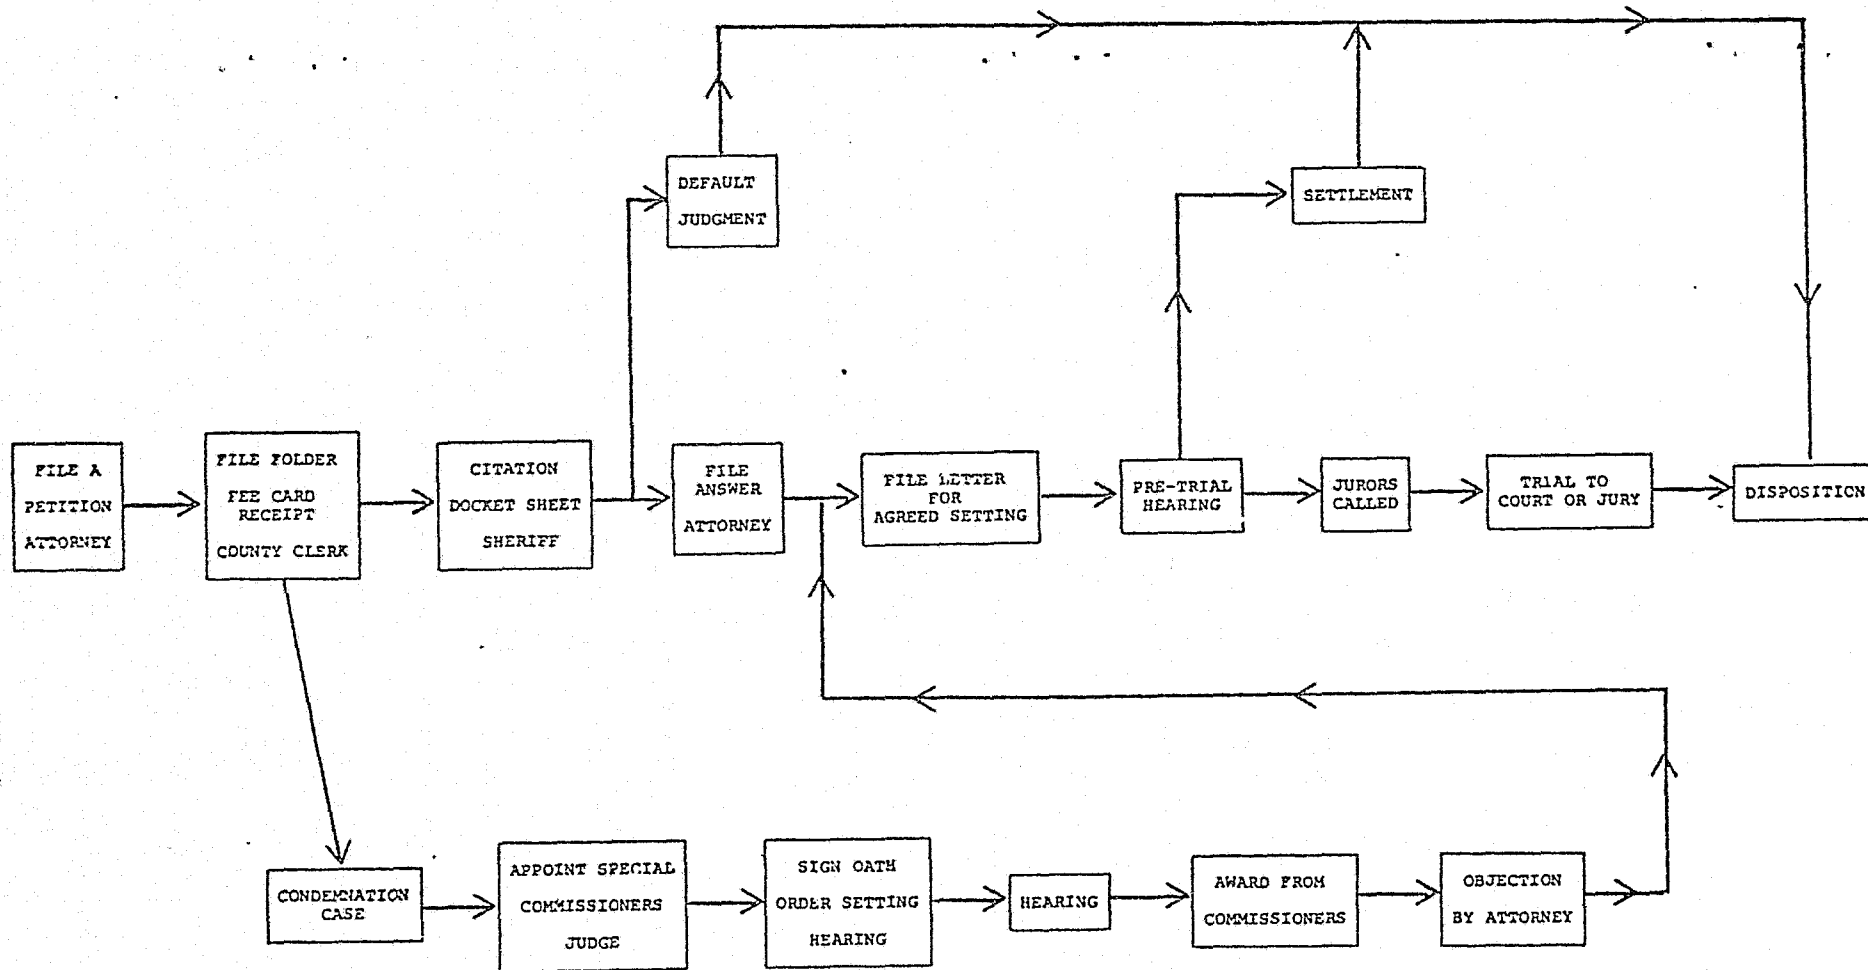 DEFAULT
JUDGMENT
SETTLEMENT
FILE A
PETITION
ATTORNEY
FILE FOLDER
FEE CARD
RECEIPT
COUNTY CLERK
CITATION
DOCKET SHEET
SHERIFF
FILE
ANSWER
ATTORNEY
FILE LETTER
FOR
AGREED SETTING
PRE-TRIAL
HEARING
JURORS
CALLED
TRIAL TO
COURT OR JURY
DISPOSITION
CONDEMNATION
CASE
APPOINT SPECIAL
COMMISSIONERS
JUDGE
SIGN OATH
ORDER SETTING
HEARING
HEARING
AWARD FROM
COMMISSIONERS
OBJECTION
BY ATTORNEY